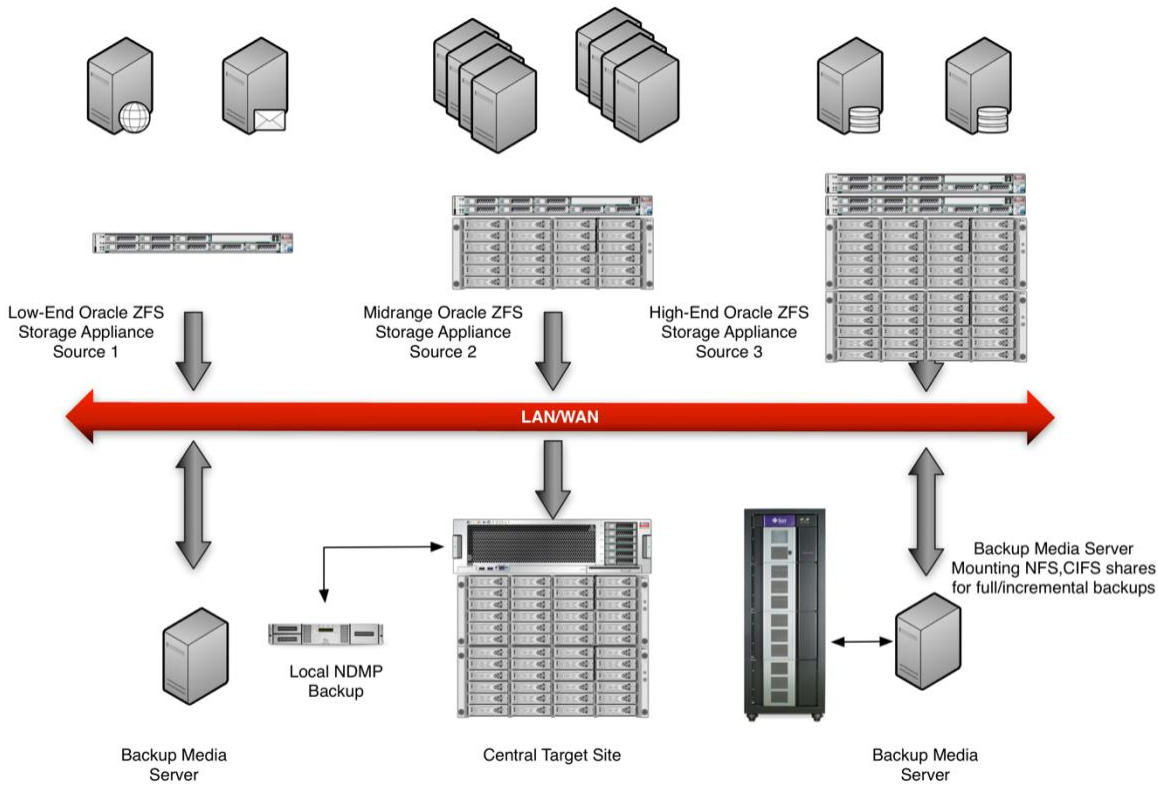 Low-End Oracle ZFS
Storage Appliance
Source 1
Midrange Oracle ZFS
Storage Appliance
Source 2
High-End Oracle ZFS
Storage Appliance
Source 3
LAN/WAN
Backup Media Server
Mounting NFS,CIFS shares
for full/incremental backups
Local NDMP
Backup
Backup Media
Server
Central Target Site
Backup Media
Server